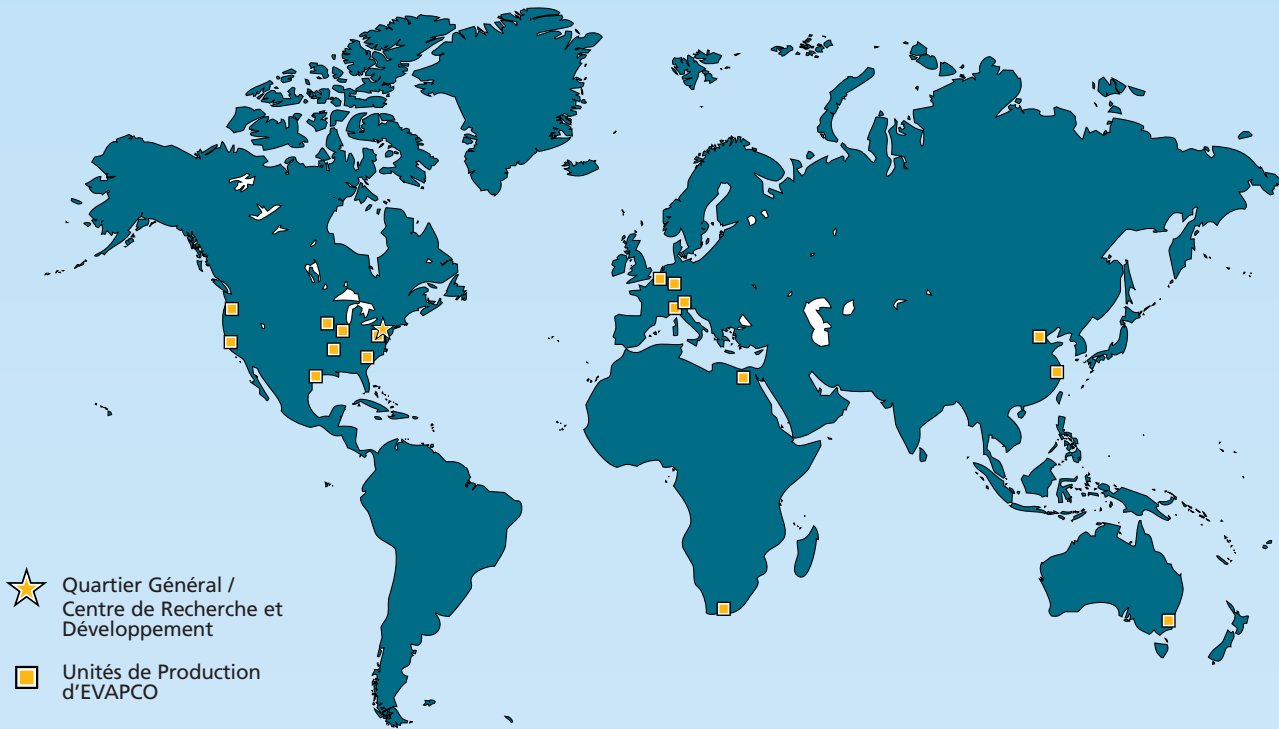 Quartier Général /
Centre de Recherche et
Développement
Unités de Production
d'EVAPCO